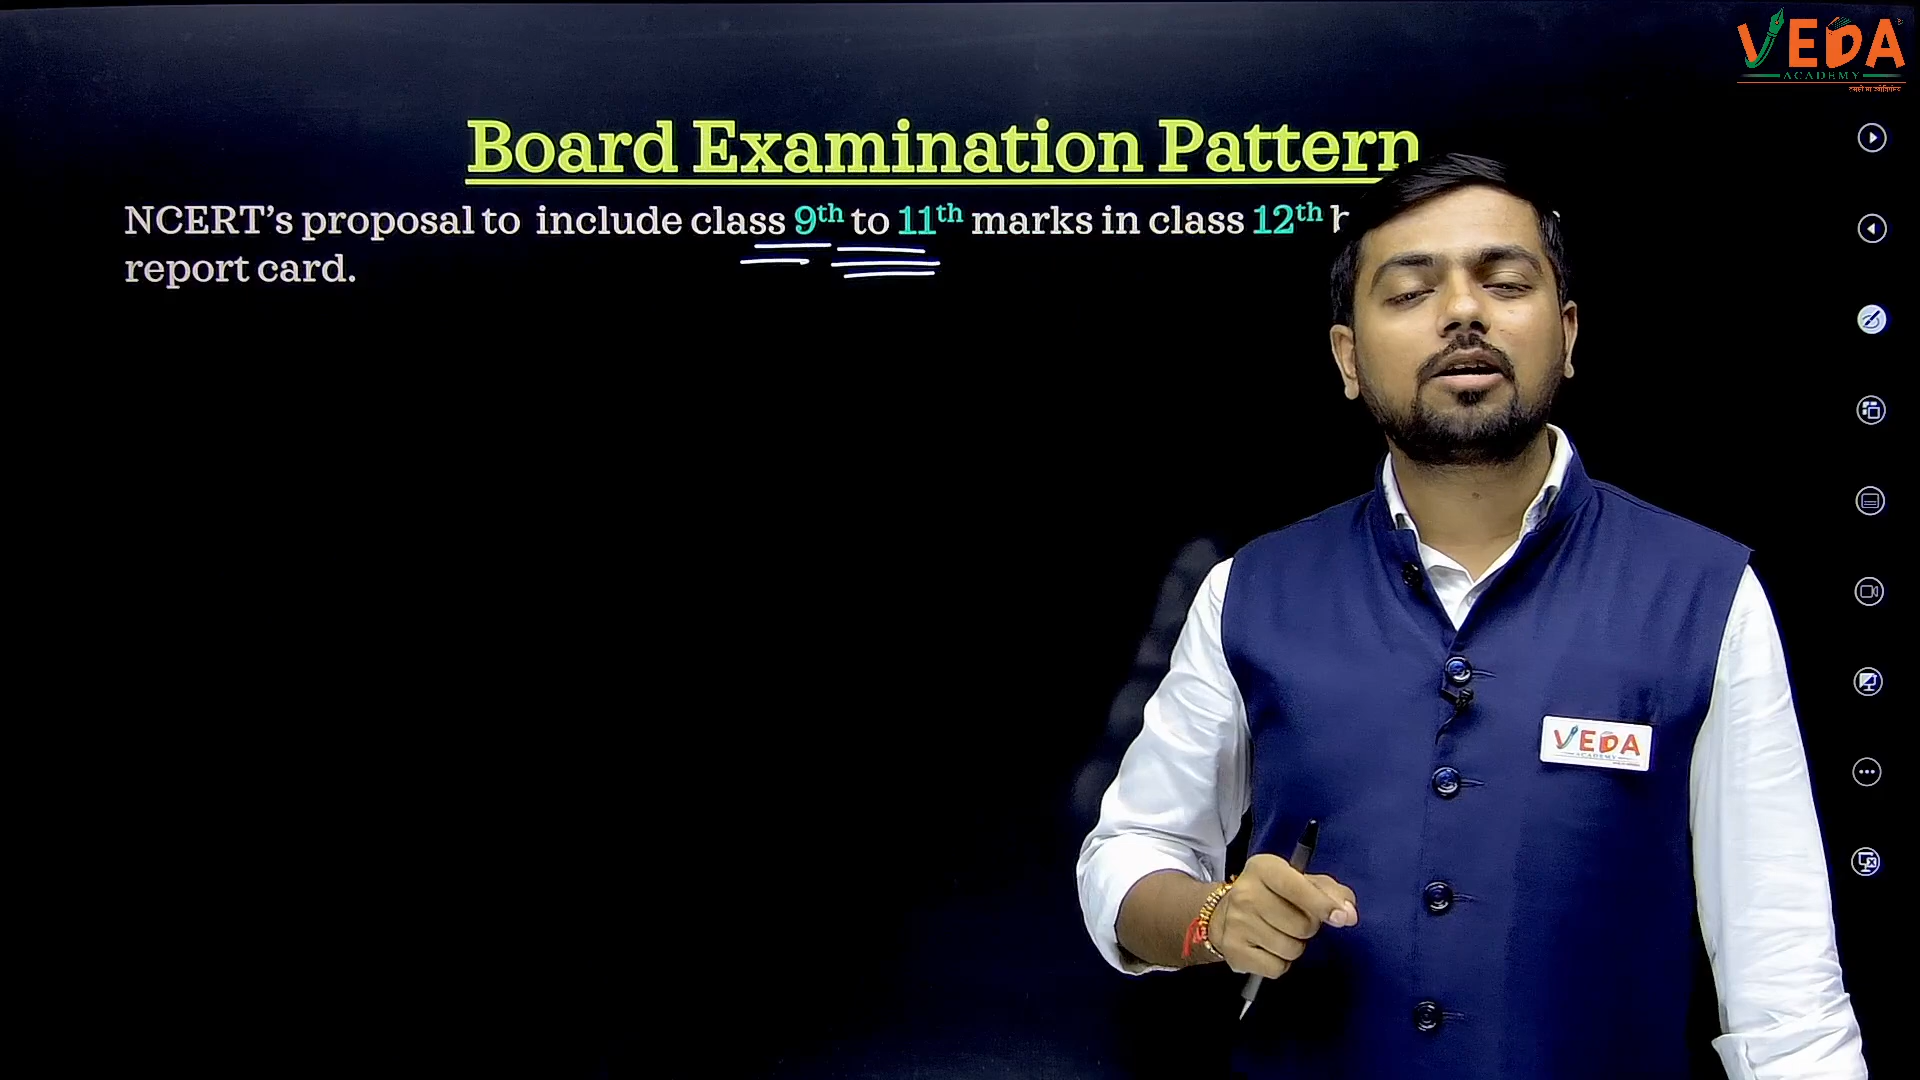 VEDA
ACADEMY
Board Examination Pattern
NCERT's proposal to include class 9th to 11th marks in class 12th
report card.
VEDA
ACADEMY